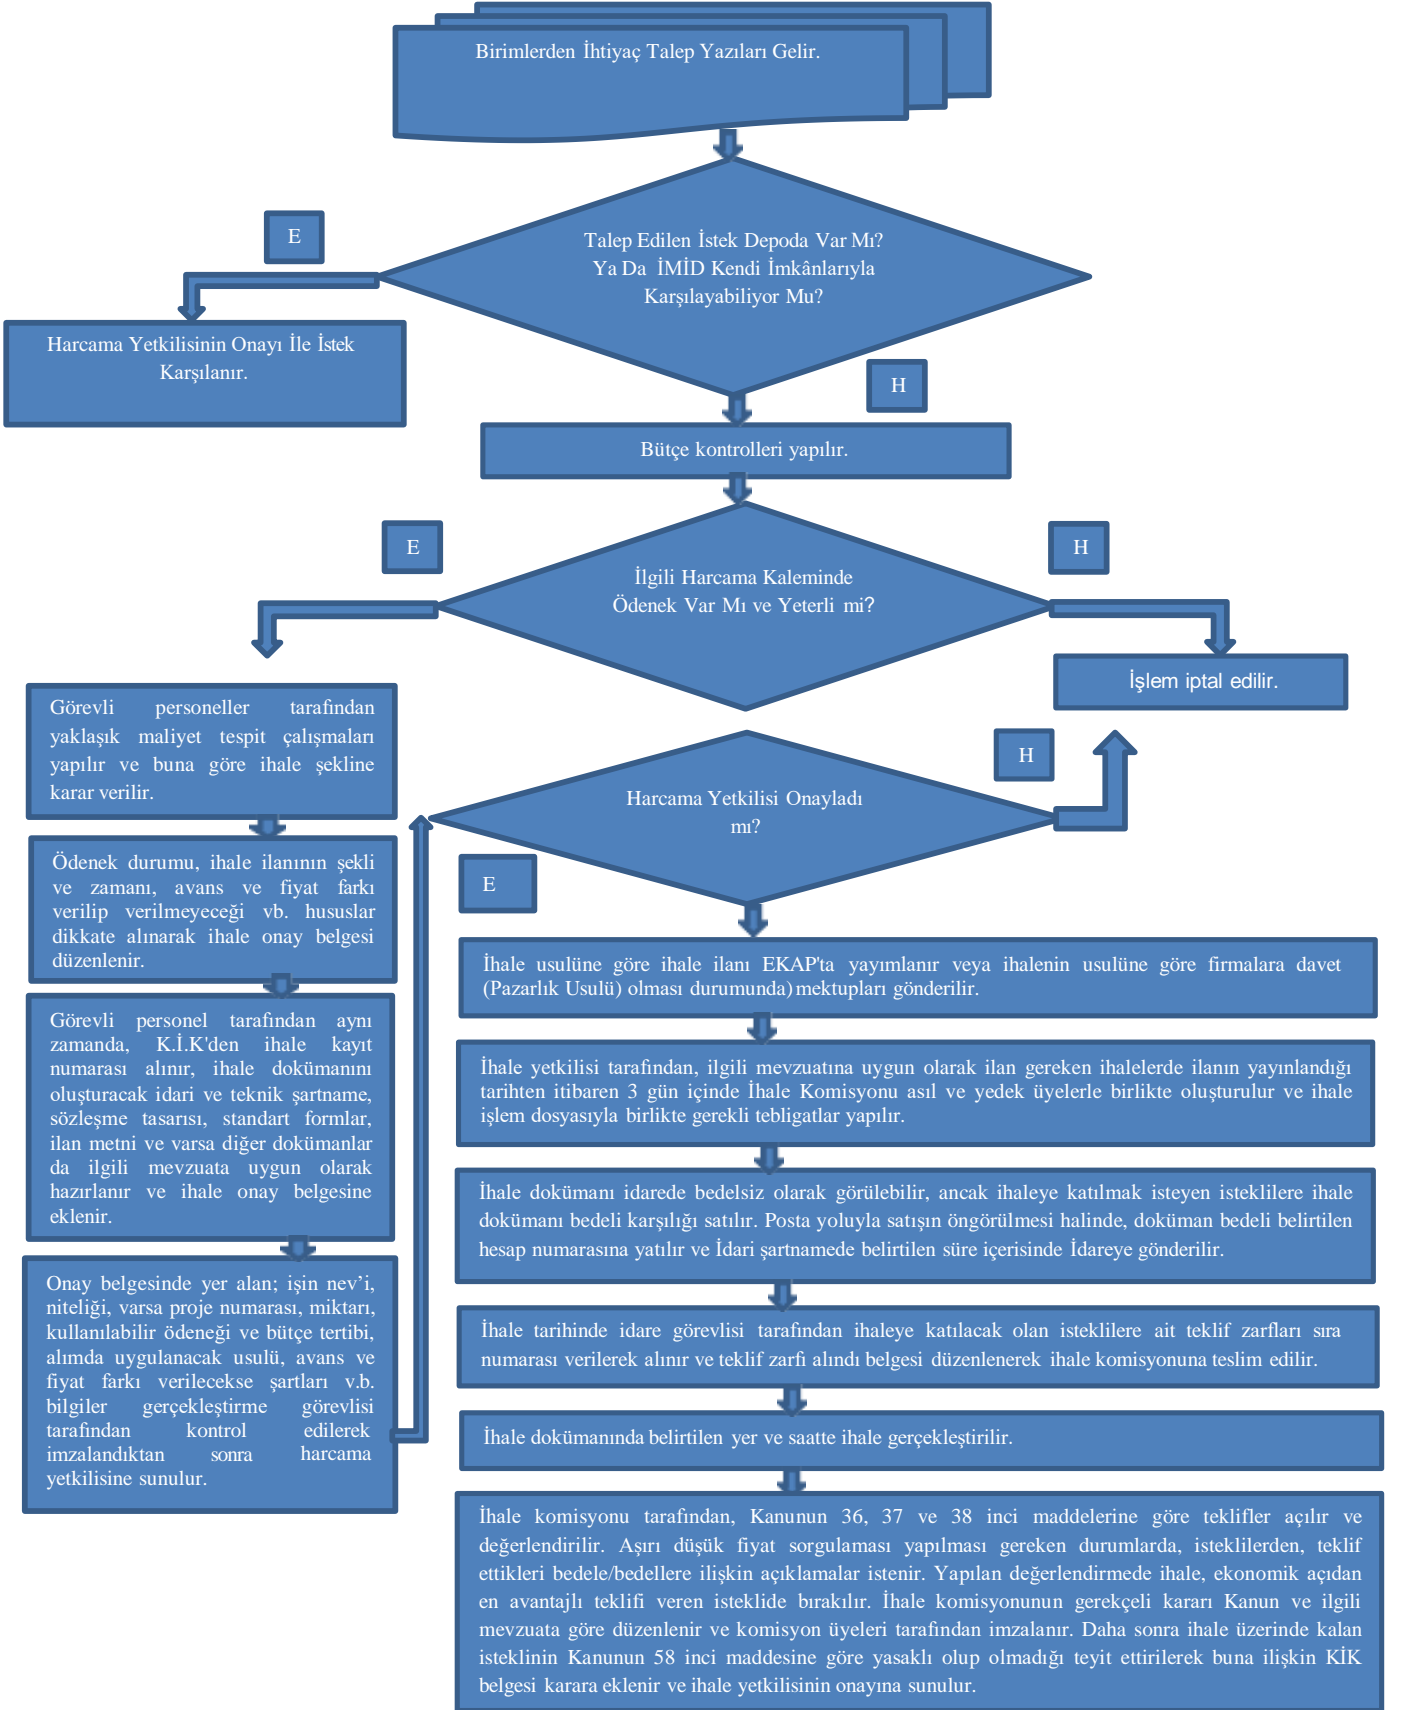 Birimlerden İhtiyaç Talep Yazıları Gelir.
Talep Edilen İstek Depoda Var Mı?
Ya Da İMİD Kendi İmkânlarıyla
Karşılayabiliyor Mu?
E
Harcama Yetkilisinin Onayı İle İstek
Karşılanır.
H
Bütçe kontrolleri yapılır.
İlgili Harcama Kaleminde
Ödenek Var Mı ve Yeterli mi?
E
H
İşlem iptal edilir.
Görevli personeller tarafından
yaklaşık maliyet tespit çalışmaları
yapılır ve buna göre ihale şekline
karar verilir.
Ödenek durumu, ihale ilanının şekli
ve zamanı, avans ve fiyat farkı
verilip verilmeyeceği vb. hususlar
dikkate alınarak ihale onay belgesi
düzenlenir.
Görevli personel tarafından aynı
zamanda, K.İ.K'den ihale kayıt
numarası alınır, ihale dokümanını
oluşturacak idari ve teknik şartname,
sözleşme tasarısı, standart formlar,
ilan metni ve varsa diğer dokümanlar
da ilgili mevzuata uygun olarak
hazırlanır ve ihale onay belgesine
eklenir.
Onay belgesinde yer alan; işin nev’i,
niteliği, varsa proje numarası, miktarı,
kullanılabilir ödeneği ve bütçe tertibi,
alımda uygulanacak usulü, avans ve
fiyat farkı verilecekse şartları v.b.
bilgiler gerçekleştirme görevlisi
tarafından kontrol edilerek
imzalandıktan sonra harcama
yetkilisine sunulur.
Harcama Yetkilisi Onayladı
mı?
H
E
İhale usulüne göre ihale ilanı EKAP'ta yayımlanır veya ihalenin usulüne göre firmalara davet
(Pazarlık Usulü) olması durumunda) mektupları gönderilir.
İhale yetkilisi tarafından, ilgili mevzuatına uygun olarak ilan gereken ihalelerde ilanın yayınlandığı
tarihten itibaren 3 gün içinde İhale Komisyonu asıl ve yedek üyelerle birlikte oluşturulur ve ihale
işlem dosyasıyla birlikte gerekli tebligatlar yapılır.
İhale dokümanı idarede bedelsiz olarak görülebilir, ancak ihaleye katılmak isteyen isteklilere ihale
dokümanı bedeli karşılığı satılır. Posta yoluyla satışın öngörülmesi halinde, doküman bedeli belirtilen
hesap numarasına yatılır ve İdari şartnamede belirtilen süre içerisinde İdareye gönderilir.
İhale tarihinde idare görevlisi tarafından ihaleye katılacak olan isteklilere ait teklif zarfları sıra
numarası verilerek alınır ve teklif zarfi alındı belgesi düzenlenerek ihale komisyonuna teslim edilir.
İhale dokümanında belirtilen yer ve saatte ihale gerçekleştirilir.
İhale komisyonu tarafından, Kanunun 36, 37 ve 38 inci maddelerine göre teklifler açılır ve
değerlendirilir. Aşırı düşük fiyat sorgulaması yapılması gereken durumlarda, isteklilerden, teklif
ettikleri bedele/bedellere ilişkin açıklamalar istenir. Yapılan değerlendirmede ihale, ekonomik açıdan
en avantajlı teklifi veren isteklide bırakılır. İhale komisyonunun gerekçeli kararı Kanun ve ilgili
mevzuata göre düzenlenir ve komisyon üyeleri tarafından imzalanır. Daha sonra ihale üzerinde kalan
isteklinin Kanunun 58 inci maddesine göre yasaklı olup olmadığı teyit ettirilerek buna ilişkin KİK
belgesi karara eklenir ve ihale yetkilisinin onayına sunulur.